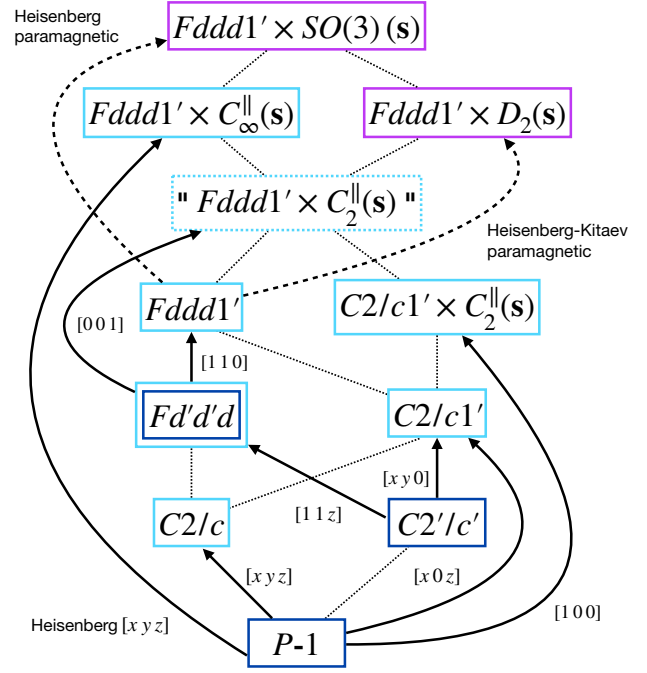 Heisenberg
paramagnetic
Fddd1′ × SO(3) (s)
Fddd1′ × C∞∥(s)
Fddd1′ × D2(s)
" Fddd1′ × C2∥(s) "
Heisenberg-Kitaev
paramagnetic
Fddd1′
C2/c1′ × C2∥(s)
[0 0 1]
[1 1 0]
Fd′d′d
C2/c1′
[x y 0]
[1 1 z]
C2/c
C2′/c′
[x y z]
[x 0 z]
[1 0 0]
Heisenberg [x y z]
P-1